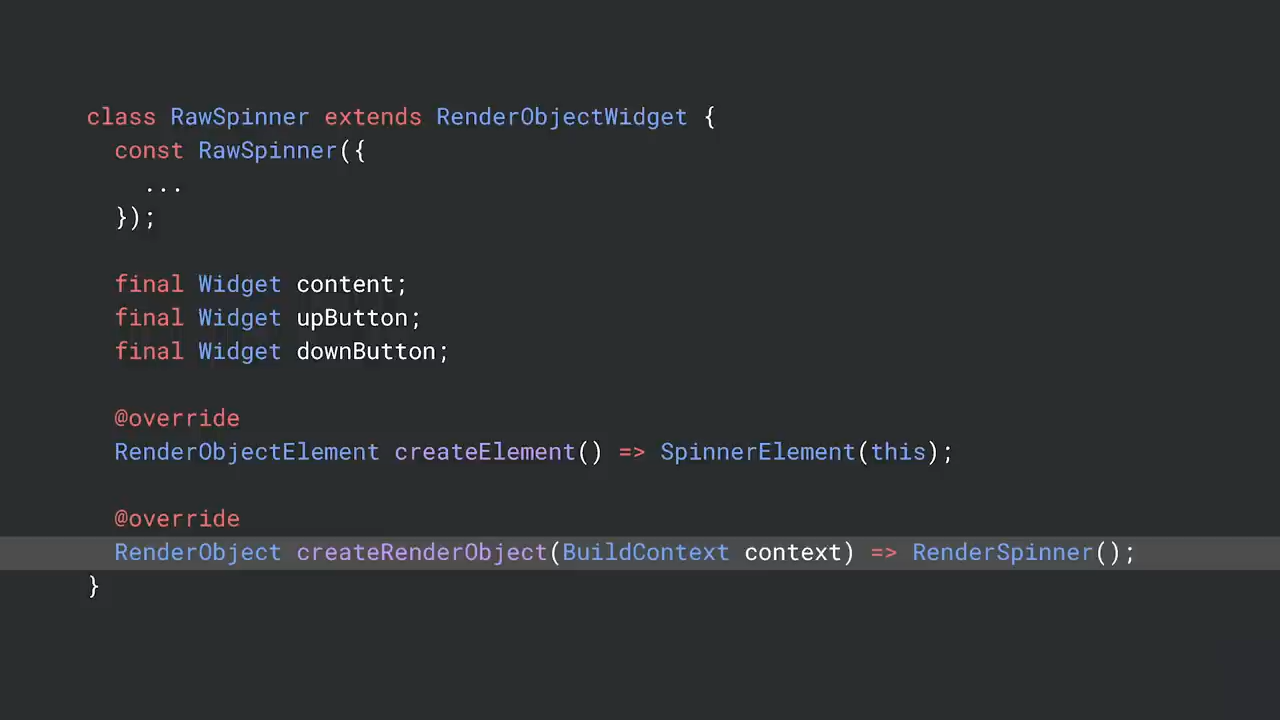 class RawSpinner extends RenderObjectWidget {
  const RawSpinner({
    ...
  });

  final Widget content;
  final Widget upButton;
  final Widget downButton;

  @override
  RenderObjectElement createElement() => SpinnerElement(this);

  @override
  RenderObject createRenderObject(BuildContext context) => RenderSpinner();
}